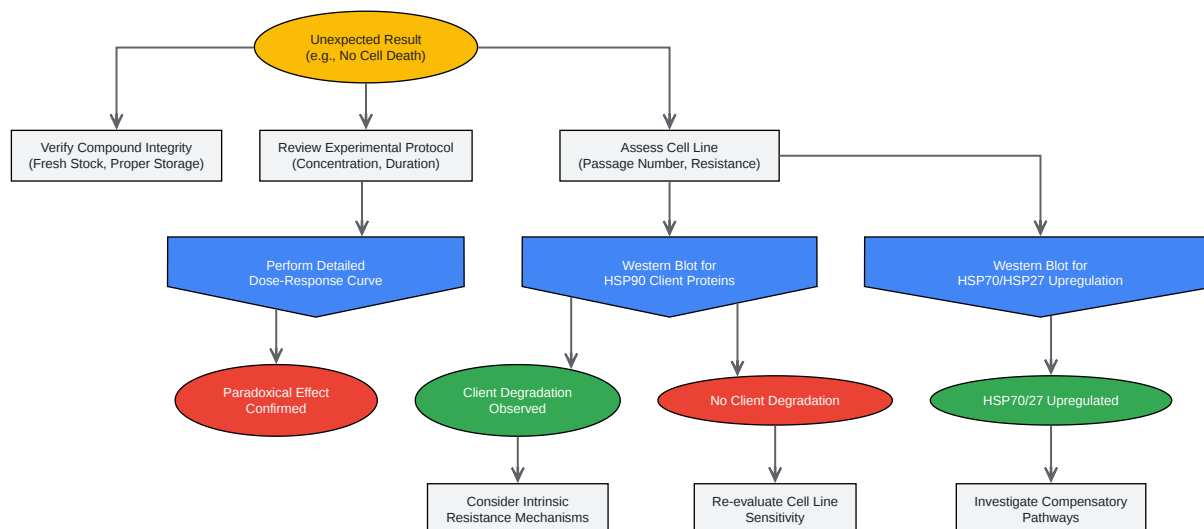 Unexpected Result
(e.g., No Cell Death)
Verify Compound Integrity
(Fresh Stock, Proper Storage)
Review Experimental Protocol
(Concentration, Duration)
Assess Cell Line
(Passage Number, Resistance)
Perform Detailed
Dose-Response Curve
Western Blot for
HSP90 Client Proteins
Western Blot for
HSP70/HSP27 Upregulation
Paradoxical Effect
Confirmed
Client Degradation
Observed
No Client Degradation
HSP70/27 Upregulated
Consider Intrinsic
Resistance Mechanisms
Re-evaluate Cell Line
Sensitivity
Investigate Compensatory
Pathways